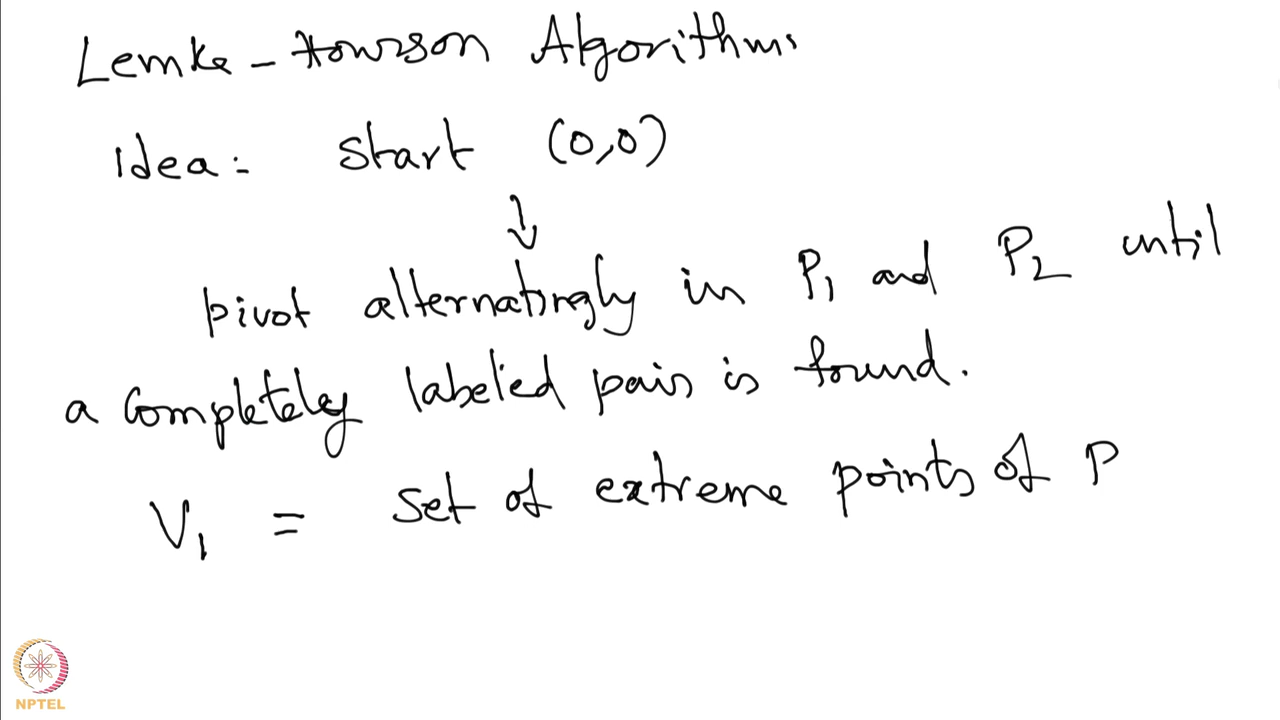 Lemke - Howson Algorithm.
idea: start (0,0)
↓
pivot alternatingly in P₁ and P₂ until
a completely labeled pair is found.
V₁ = set of extreme points of P
NPTEL